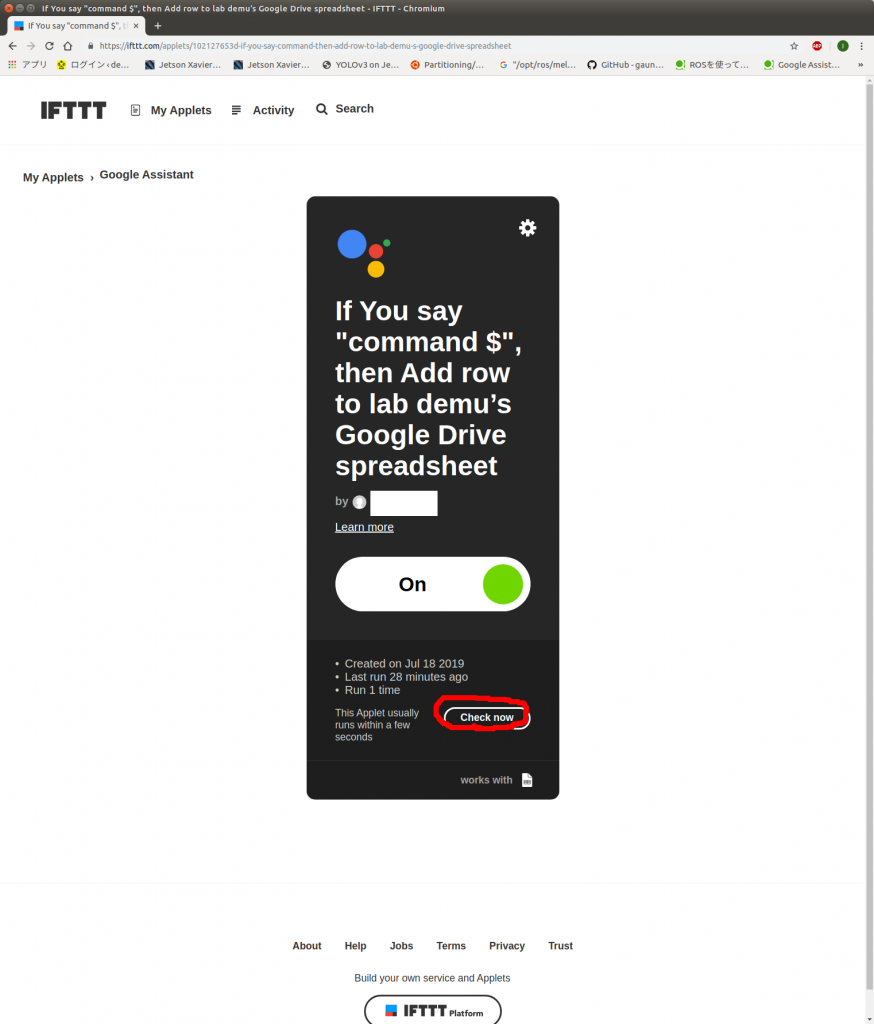 If You say "command $", then Add row to lab demu's Google Drive spreadsheet - IFTTT - Chromium
If You say "command $", t
https://ifttt.com/applets/102127653d-if-you-say-command-then-add-row-to-lab-demu-s-google-drive-spreadsheet
ABP
I
アプリ ログイン ‹ de... Jetson Xavier... Jetson Xavier... YOLOv3 on Je... Partitioning/... "/opt/ros/mel... GitHub - gaun... ROSを使って... Google Assist... »
IFTTT My Applets Activity Search
My Applets › Google Assistant
If You say
"command $",
then Add row
to lab demu’s
Google Drive
spreadsheet
by
Learn more
On
• Created on Jul 18 2019
• Last run 28 minutes ago
• Run 1 time
This Applet usually
runs within a few
seconds
Check now
works with
About Help Jobs Terms Privacy Trust
Build your own service and Applets
IFTTT Platform